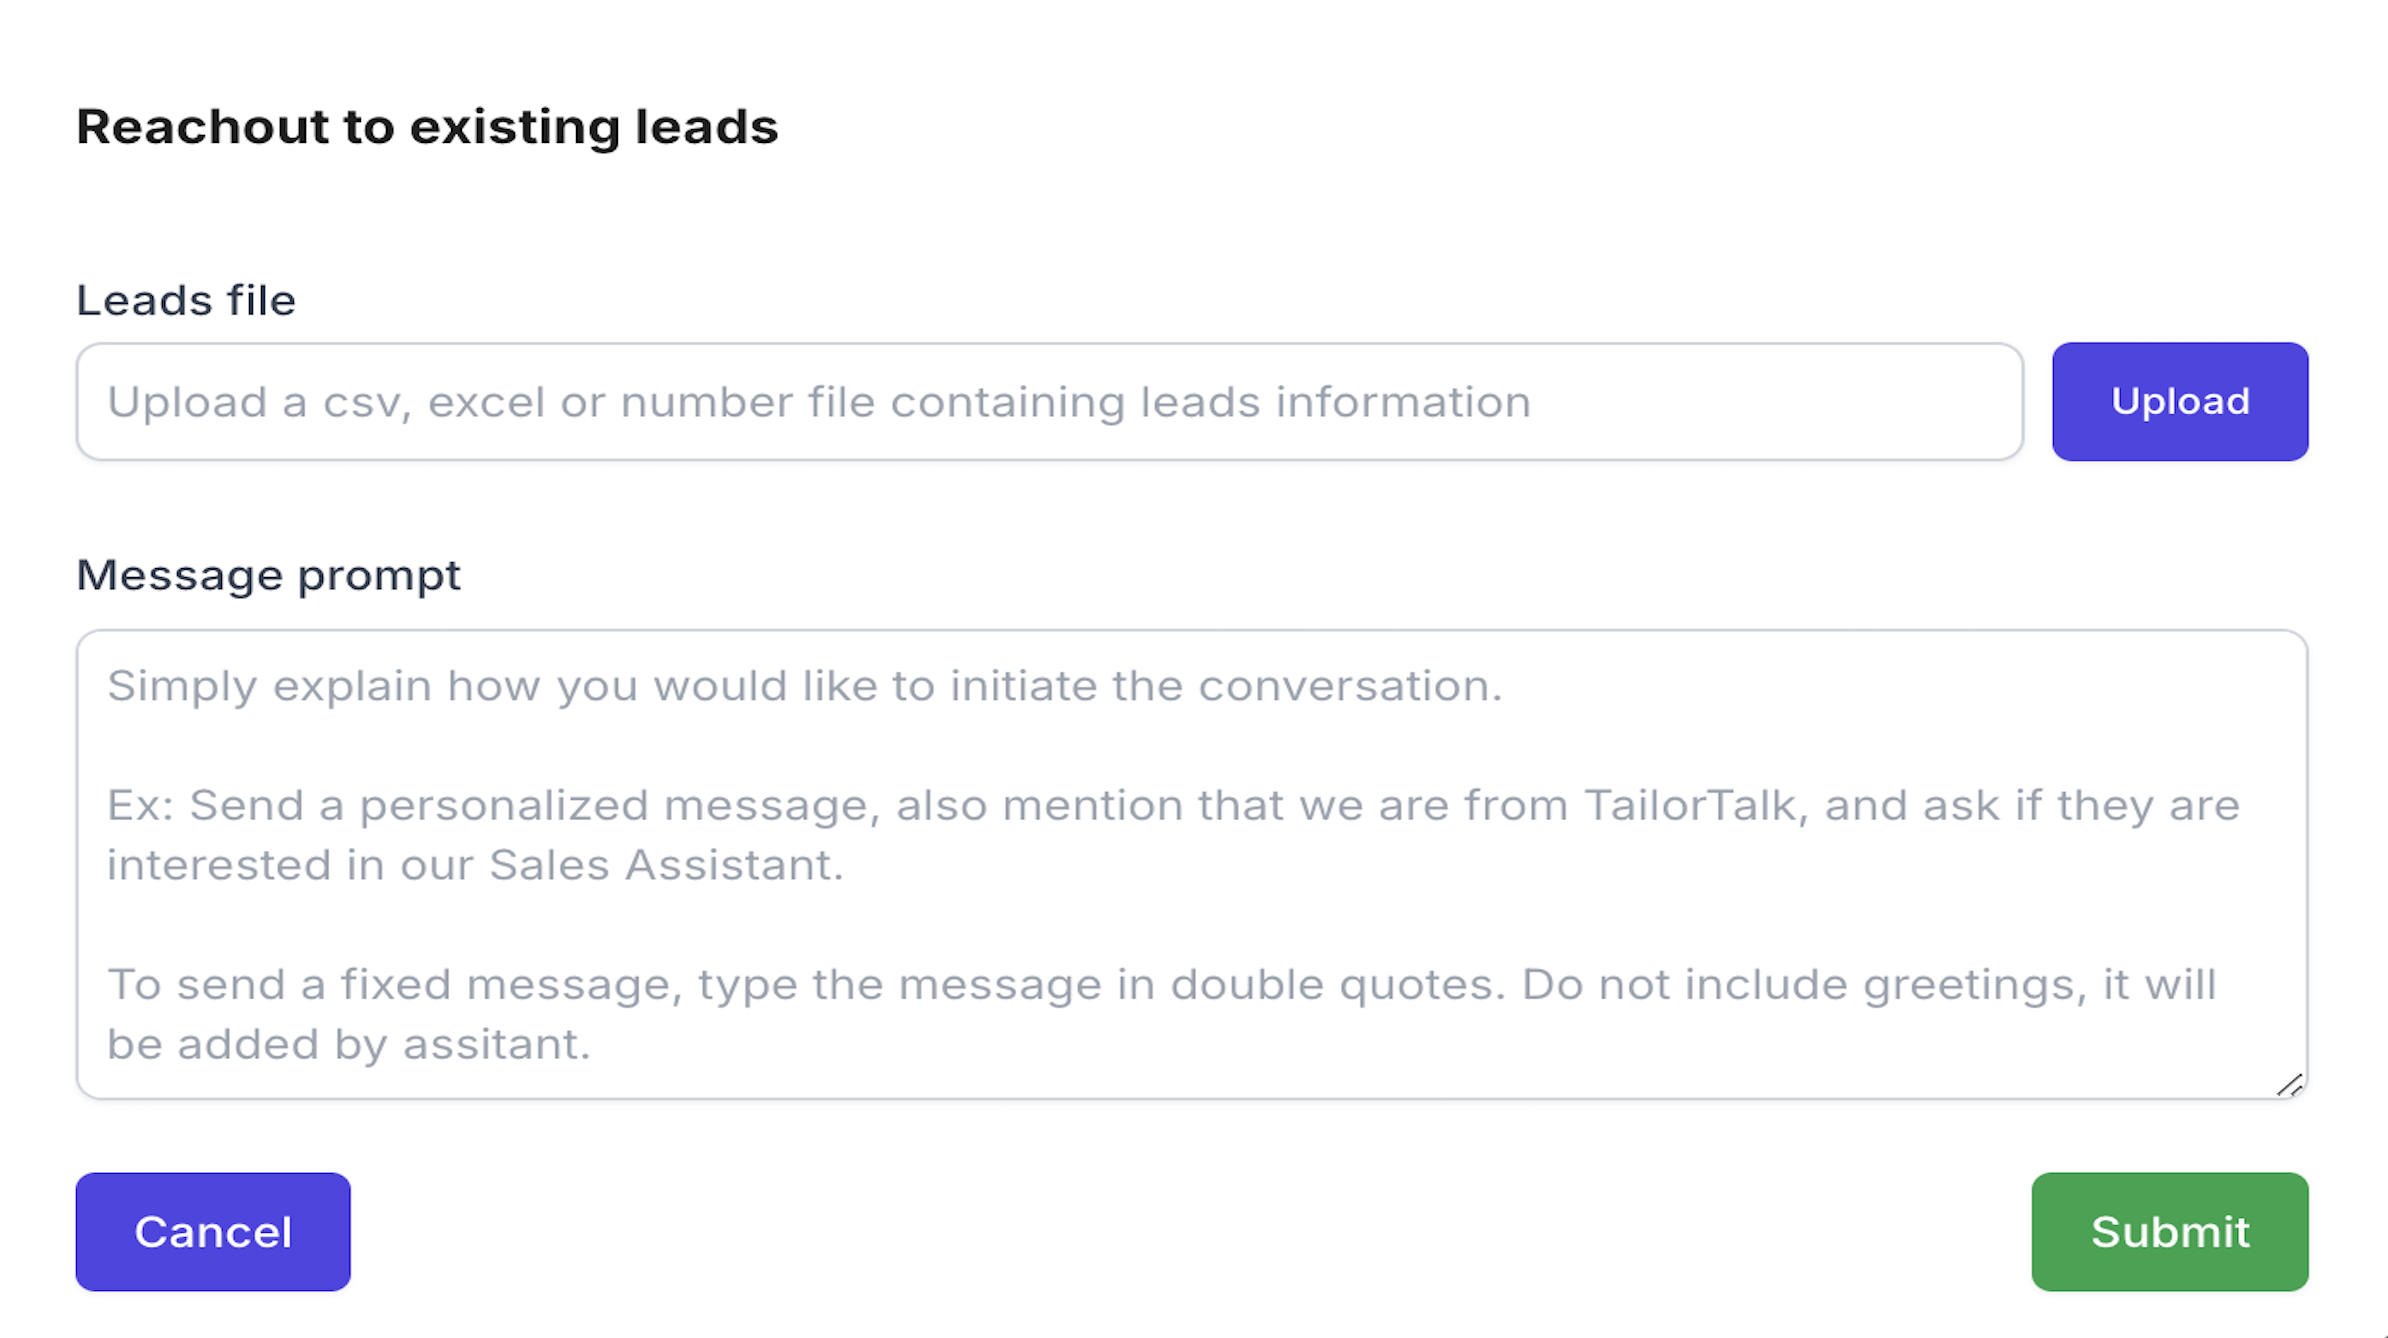 Reachout to existing leads
Leads file
Upload a csv, excel or number file containing leads information
Upload
Message prompt
Simply explain how you would like to initiate the conversation.
Ex: Send a personalized message, also mention that we are from TailorTalk, and ask if they are
interested in our Sales Assistant.
To send a fixed message, type the message in double quotes. Do not include greetings, it will
be added by assitant.
Cancel
Submit